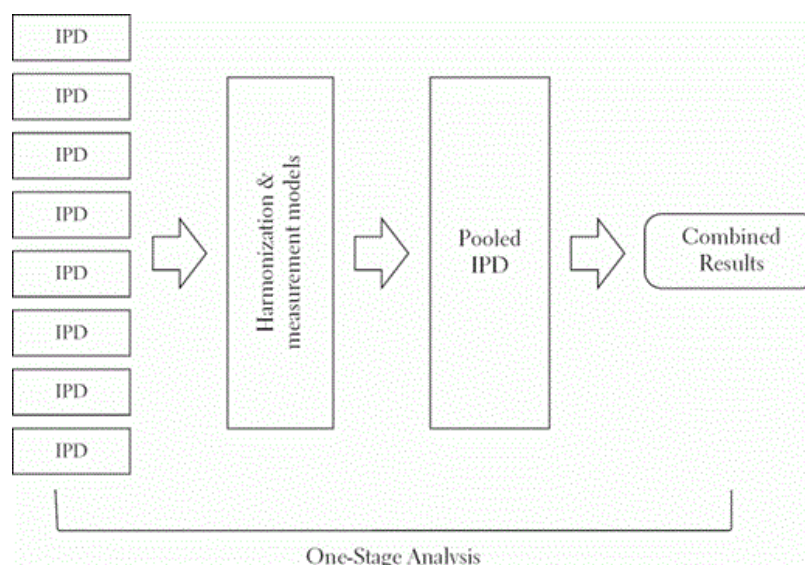 IPD
IPD
IPD
IPD
IPD
IPD
IPD
IPD
Harmonization &
measurement models
Pooled
IPD
Combined
Results
One-Stage Analysis